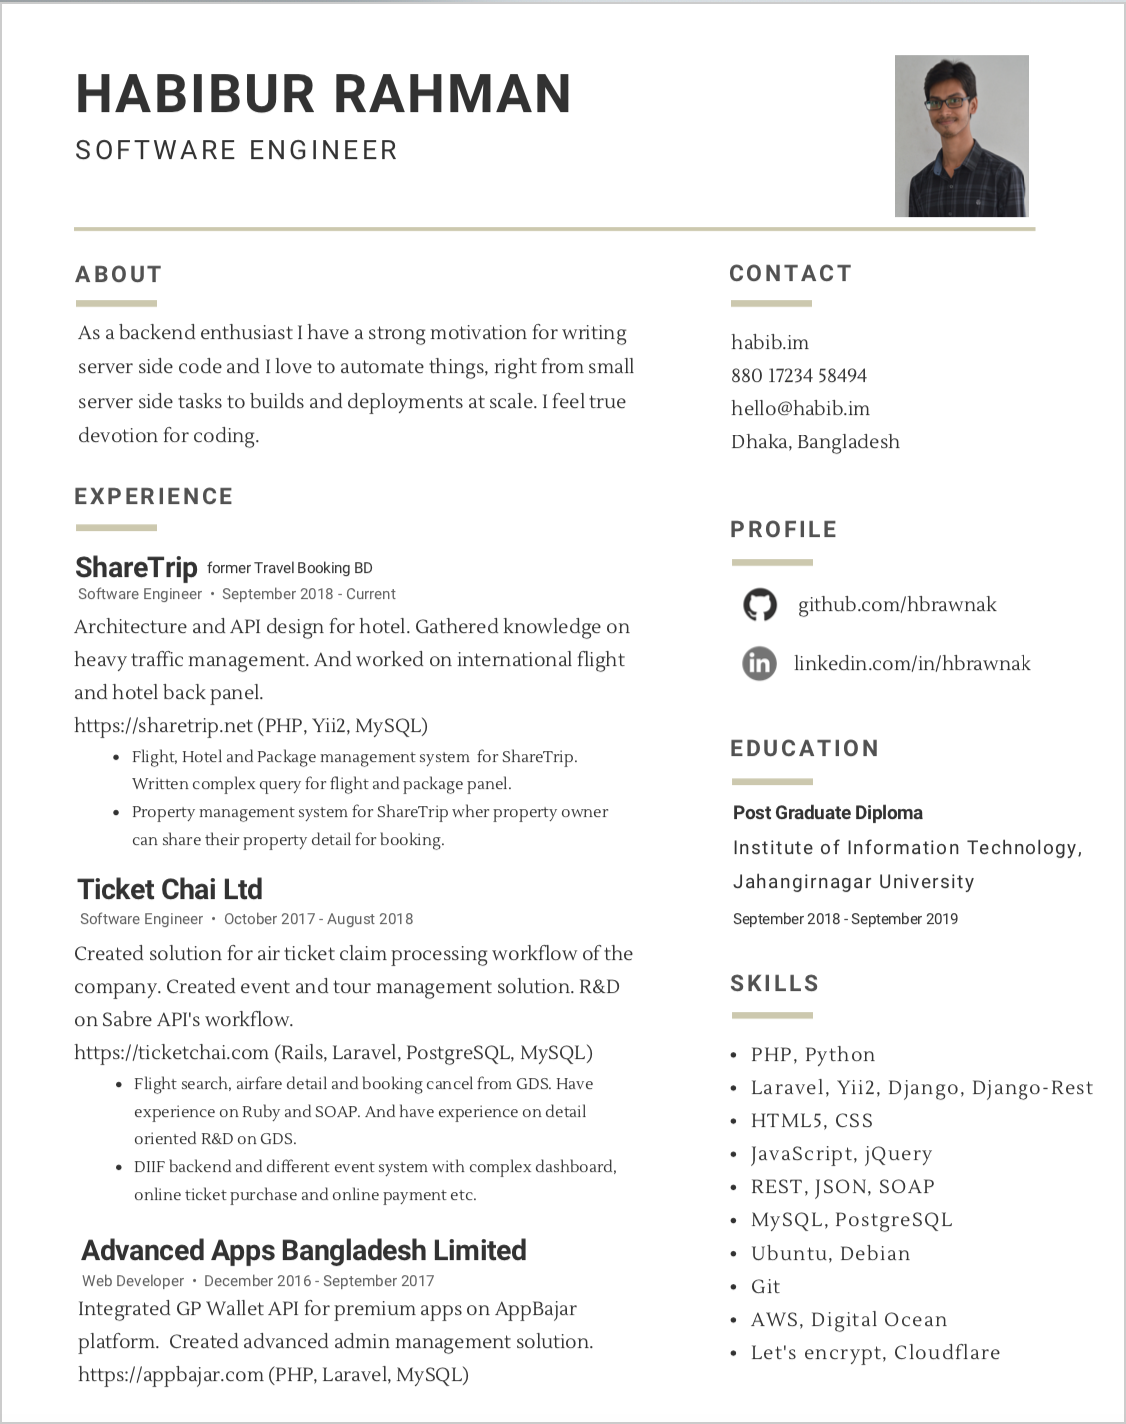 HABIBUR RAHMAN
SOFTWARE ENGINEER
ABOUT
As a backend enthusiast I have a strong motivation for writing
server side code and I love to automate things, right from small
server side tasks to builds and deployments at scale. I feel true
devotion for coding.
EXPERIENCE
ShareTrip former Travel Booking BD
Software Engineer • September 2018 - Current
Architecture and API design for hotel. Gathered knowledge on
heavy traffic management. And worked on international flight
and hotel back panel.
https://sharetrip.net (PHP, Yii2, MySQL)
• Flight, Hotel and Package management system for ShareTrip.
Written complex query for flight and package panel.
• Property management system for ShareTrip wher property owner
can share their property detail for booking.
Ticket Chai Ltd
Software Engineer • October 2017 - August 2018
Created solution for air ticket claim processing workflow of the
company. Created event and tour management solution. R&D
on Sabre API's workflow.
https://ticketchai.com (Rails, Laravel, PostgreSQL, MySQL)
• Flight search, airfare detail and booking cancel from GDS. Have
experience on Ruby and SOAP. And have experience on detail
oriented R&D on GDS.
• DIIF backend and different event system with complex dashboard,
online ticket purchase and online payment etc.
Advanced Apps Bangladesh Limited
Web Developer • December 2016 - September 2017
Integrated GP Wallet API for premium apps on AppBajar
platform. Created advanced admin management solution.
https://appbajar.com (PHP, Laravel, MySQL)
CONTACT
habib.im
880 17234 58494
hello@habib.im
Dhaka, Bangladesh
PROFILE
github.com/hbrawnak
in linkedin.com/in/hbrawnak
EDUCATION
Post Graduate Diploma
Institute of Information Technology,
Jahangirnagar University
September 2018 - September 2019
SKILLS
• PHP, Python
• Laravel, Yii2, Django, Django-Rest
• HTML5, CSS
• JavaScript, jQuery
• REST, JSON, SOAP
• MySQL, PostgreSQL
• Ubuntu, Debian
• Git
• AWS, Digital Ocean
• Let's encrypt, Cloudflare